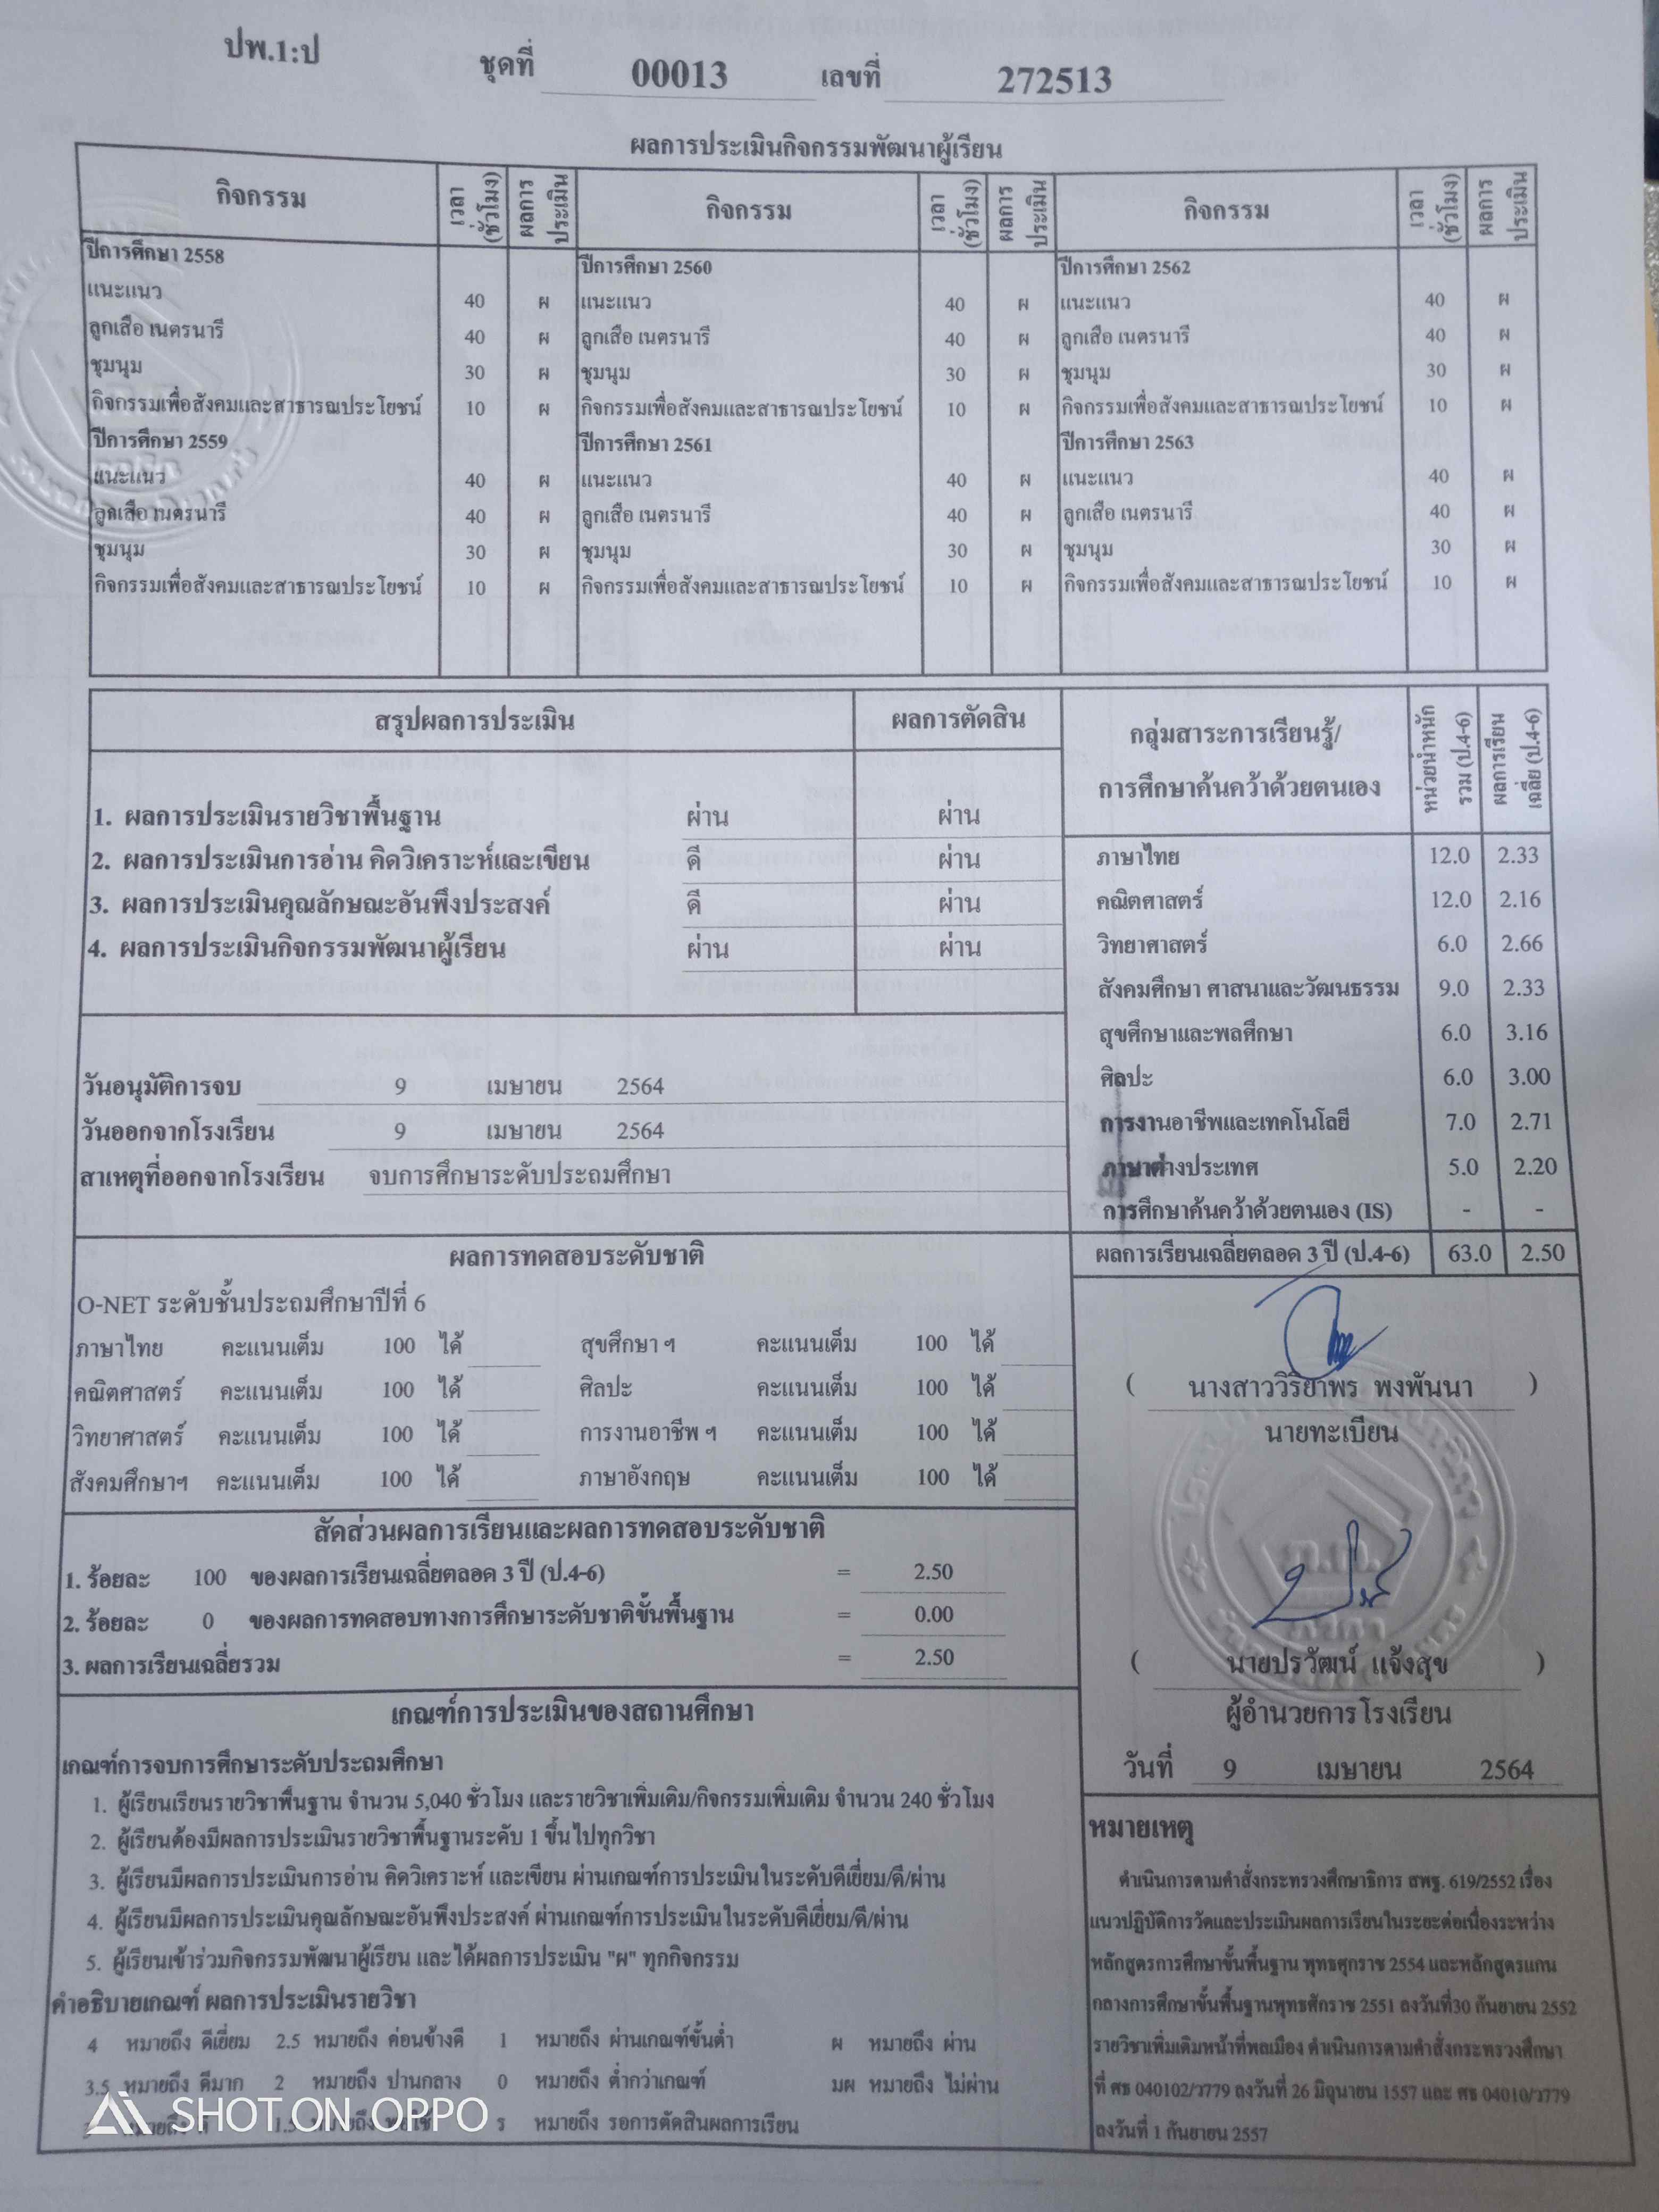 ปพ.1:ป ชุดที่ 00013 เลขที่ 272513
ผลการประเมินกิจกรรมพัฒนาผู้เรียน
กิจกรรม เวลา (ชั่วโมง) ผลการประเมิน กิจกรรม เวลา (ชั่วโมง) ผลการประเมิน กิจกรรม เวลา (ชั่วโมง) ผลการประเมิน
ปีการศึกษา 2558 ปีการศึกษา 2560 ปีการศึกษา 2562
แนะแนว 40 ผ แนะแนว 40 ผ แนะแนว 40 ผ
ลูกเสือ เนตรนารี 40 ผ ลูกเสือ เนตรนารี 40 ผ ลูกเสือ เนตรนารี 40 ผ
ชุมนุม 30 ผ ชุมนุม 30 ผ ชุมนุม 30 ผ
กิจกรรมเพื่อสังคมและสาธารณประโยชน์ 10 ผ กิจกรรมเพื่อสังคมและสาธารณประโยชน์ 10 ผ กิจกรรมเพื่อสังคมและสาธารณประโยชน์ 10 ผ
ปีการศึกษา 2559 ปีการศึกษา 2561 ปีการศึกษา 2563
แนะแนว 40 ผ แนะแนว 40 ผ แนะแนว 40 ผ
ลูกเสือ เนตรนารี 40 ผ ลูกเสือ เนตรนารี 40 ผ ลูกเสือ เนตรนารี 40 ผ
ชุมนุม 30 ผ ชุมนุม 30 ผ ชุมนุม 30 ผ
กิจกรรมเพื่อสังคมและสาธารณประโยชน์ 10 ผ กิจกรรมเพื่อสังคมและสาธารณประโยชน์ 10 ผ กิจกรรมเพื่อสังคมและสาธารณประโยชน์ 10 ผ
สรุปผลการประเมิน ผลการตัดสิน
1. ผลการประเมินรายวิชาพื้นฐาน ผ่าน ผ่าน
2. ผลการประเมินการอ่าน คิดวิเคราะห์และเขียน ดี ผ่าน
3. ผลการประเมินคุณลักษณะอันพึงประสงค์ ดี ผ่าน
4. ผลการประเมินกิจกรรมพัฒนาผู้เรียน ผ่าน ผ่าน
วันอนุมัติการจบ 9 เมษายน 2564
วันออกจากโรงเรียน 9 เมษายน 2564
สาเหตุที่ออกจากโรงเรียน จบการศึกษาระดับประถมศึกษา
กลุ่มสาระการเรียนรู้/
การศึกษาค้นคว้าด้วยตนเอง
หน่วยน้ำหนัก รวม (ป.4-6)
ผลการเรียน เฉลี่ย (ป.4-6)
ภาษาไทย 12.0 2.33
คณิตศาสตร์ 12.0 2.16
วิทยาศาสตร์ 6.0 2.66
สังคมศึกษา ศาสนาและวัฒนธรรม 9.0 2.33
สุขศึกษาและพลศึกษา 6.0 3.16
ศิลปะ 6.0 3.00
การงานอาชีพและเทคโนโลยี 7.0 2.71
ภาษาต่างประเทศ 5.0 2.20
การศึกษาค้นคว้าด้วยตนเอง (IS) - -
ผลการเรียนเฉลี่ยตลอด 3 ปี (ป.4-6) 63.0 2.50
ผลการทดสอบระดับชาติ
O-NET ระดับชั้นประถมศึกษาปีที่ 6
ภาษาไทย คะแนนเต็ม 100 ได้ สุขศึกษา ฯ คะแนนเต็ม 100 ได้
คณิตศาสตร์ คะแนนเต็ม 100 ได้ ศิลปะ คะแนนเต็ม 100 ได้
วิทยาศาสตร์ คะแนนเต็ม 100 ได้ การงานอาชีพ ฯ คะแนนเต็ม 100 ได้
สังคมศึกษาฯ คะแนนเต็ม 100 ได้ ภาษาอังกฤษ คะแนนเต็ม 100 ได้
สัดส่วนผลการเรียนและผลการทดสอบระดับชาติ
1. ร้อยละ 100 ของผลการเรียนเฉลี่ยตลอด 3 ปี (ป.4-6) = 2.50
2. ร้อยละ 0 ของผลการทดสอบทางการศึกษาระดับชาติขั้นพื้นฐาน = 0.00
3. ผลการเรียนเฉลี่ยรวม = 2.50
( นางสาววิริยาพร พงพันนา )
นายทะเบียน
( นายปรวัฒน์ แจ้งสุข )
ผู้อำนวยการโรงเรียน
วันที่ 9 เมษายน 2564
เกณฑ์การประเมินของสถานศึกษา
เกณฑ์การจบการศึกษาระดับประถมศึกษา
1. ผู้เรียนเรียนรายวิชาพื้นฐาน จำนวน 5,040 ชั่วโมง และรายวิชาเพิ่มเติม/กิจกรรมเพิ่มเติม จำนวน 240 ชั่วโมง
2. ผู้เรียนต้องมีผลการประเมินรายวิชาพื้นฐานระดับ 1 ขึ้นไปทุกวิชา
3. ผู้เรียนมีผลการประเมินการอ่าน คิดวิเคราะห์ และเขียน ผ่านเกณฑ์การประเมินในระดับดีเยี่ยม/ดี/ผ่าน
4. ผู้เรียนมีผลการประเมินคุณลักษณะอันพึงประสงค์ ผ่านเกณฑ์การประเมินในระดับดีเยี่ยม/ดี/ผ่าน
5. ผู้เรียนเข้าร่วมกิจกรรมพัฒนาผู้เรียน และได้ผลการประเมิน "ผ" ทุกกิจกรรม
คำอธิบายเกณฑ์ ผลการประเมินรายวิชา
4 หมายถึง ดีเยี่ยม 2.5 หมายถึง ค่อนข้างดี 1 หมายถึง ผ่านเกณฑ์ขั้นต่ำ ผ หมายถึง ผ่าน
3.5 หมายถึง ดีมาก 2 หมายถึง ปานกลาง 0 หมายถึง ต่ำกว่าเกณฑ์ มผ หมายถึง ไม่ผ่าน
ร หมายถึง รอการตัดสินผลการเรียน
หมายเหตุ
ดำเนินการตามคำสั่งกระทรวงศึกษาธิการ สพฐ. 619/2552 เรื่อง
แนวปฏิบัติการวัดและประเมินผลการเรียนในระยะต่อเนื่องระหว่าง
หลักสูตรการศึกษาขั้นพื้นฐาน พุทธศุกราช 2554 และหลักสูตรแกน
กลางการศึกษาขั้นพื้นฐานพุทธศักราช 2551 ลงวันที่30 กันยายน 2552
รายวิชาเพิ่มเติมหน้าที่พลเมือง ดำเนินการตามคำสั่งกระทรวงศึกษา
ที่ ศธ 040102/ว779 ลงวันที่ 26 มิถุนายน 1557 และ ศธ 04010/ว779
ลงวันที่ 1 กันยายน 2557
SHOT ON OPPO